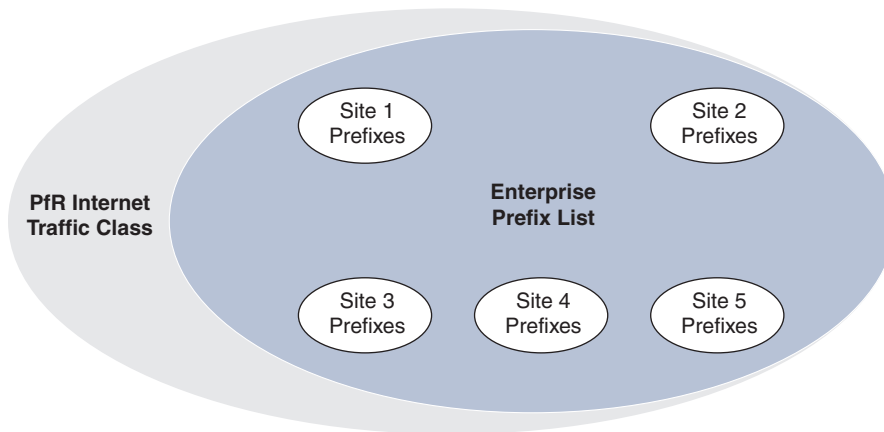 Site 1
Prefixes
Site 2
Prefixes
PfR Internet
Traffic Class
Enterprise
Prefix List
Site 3
Prefixes
Site 4
Prefixes
Site 5
Prefixes